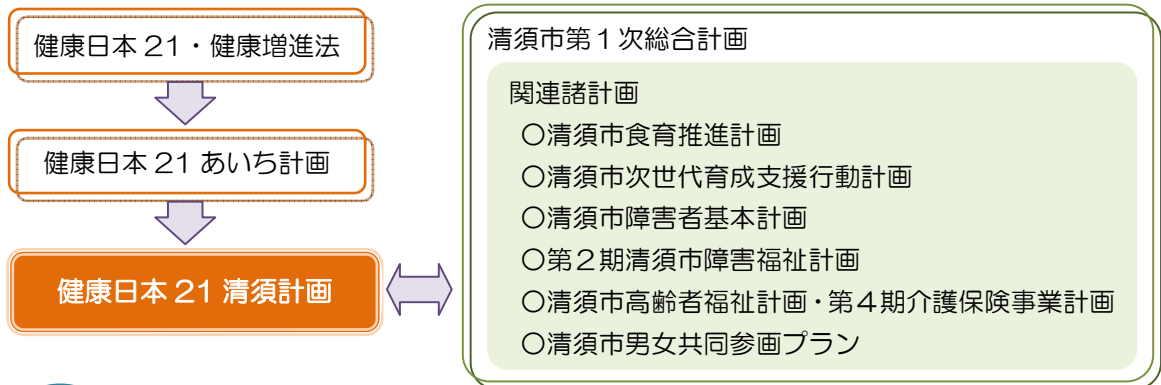 健康日本 21・健康増進法
健康日本 21 あいち計画
健康日本 21 清須計画
清須市第1次総合計画
関連諸計画
○清須市食育推進計画
○清須市次世代育成支援行動計画
○清須市障害者基本計画
○第2期清須市障害福祉計画
○清須市高齢者福祉計画・第4期介護保険事業計画
○清須市男女共同参画プラン